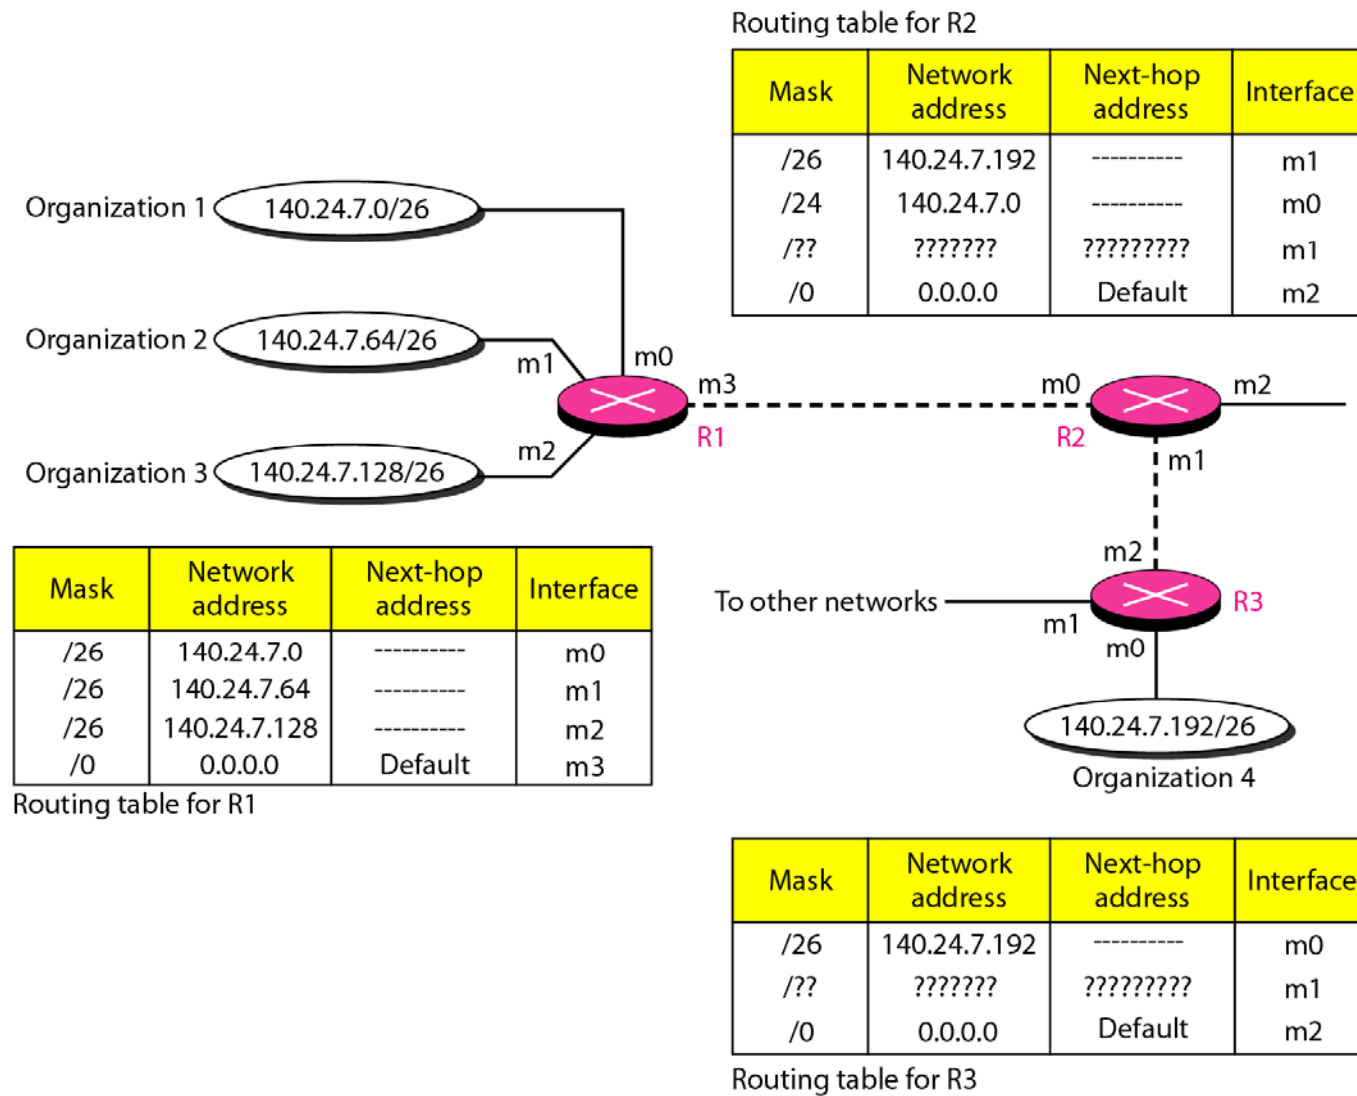 Routing table for R2
Mask Network address Next-hop address Interface
/26 140.24.7.192 ---------- m1
/24 140.24.7.0 ---------- m0
/?? ??????? ????????? m1
/0 0.0.0.0 Default m2
Organization 1 140.24.7.0/26
Organization 2 140.24.7.64/26
Organization 3 140.24.7.128/26
m0
m1
m2
m3
R1
m0
R2
m2
m1
m2
To other networks
m1
R3
m0
140.24.7.192/26
Organization 4
Mask Network address Next-hop address Interface
/26 140.24.7.0 ---------- m0
/26 140.24.7.64 ---------- m1
/26 140.24.7.128 ---------- m2
/0 0.0.0.0 Default m3
Routing table for R1
Mask Network address Next-hop address Interface
/26 140.24.7.192 ---------- m0
/?? ??????? ????????? m1
/0 0.0.0.0 Default m2
Routing table for R3